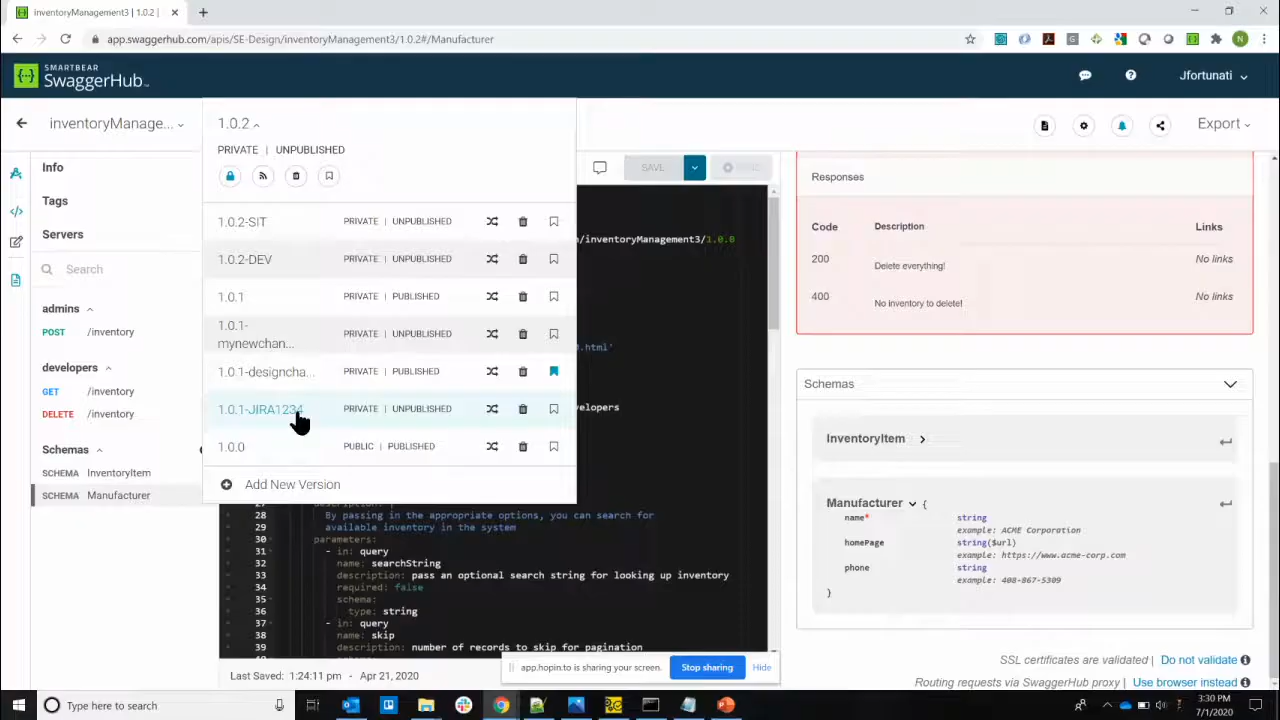 inventoryManagement3 | 1.0.2 |
app.swaggerhub.com/apis/SE-Design/inventoryManagement3/1.0.2#/Manufacturer
N
SMARTBEAR
SwaggerHub
Jfortunati
inventoryManage...
1.0.2
Export
PRIVATE | UNPUBLISHED
Info
Tags
Servers
Search
admins
POST /inventory
developers
GET /inventory
DELETE /inventory
Schemas
SCHEMA InventoryItem
SCHEMA Manufacturer
1.0.2-SIT PRIVATE | UNPUBLISHED
1.0.2-DEV PRIVATE | UNPUBLISHED
1.0.1 PRIVATE | PUBLISHED
1.0.1-
mynewchan... PRIVATE | UNPUBLISHED
1.0.1-designcha... PRIVATE | PUBLISHED
1.0.1-JIRA1234 PRIVATE | UNPUBLISHED
1.0.0 PUBLIC | PUBLISHED
Add New Version
SAVE
n/inventoryManagement3/1.0.0
.html'
velopers
28 By passing in the appropriate options, you can search for
29 available inventory in the system
30 parameters:
31 - in: query
32 name: searchString
33 description: pass an optional search string for looking up inventory
34 required: false
35 schema:
36 type: string
37 - in: query
38 name: skip
39 description: number of records to skip for pagination
Last Saved: 1:24:11 pm - Apr 21, 2020
app.hopin.to is sharing your screen.
Stop sharing
Hide
Responses
Code Description Links
200 Delete everything! No links
400 No inventory to delete! No links
Schemas
InventoryItem
Manufacturer {
name* string
example: ACME Corporation
homePage string($url)
example: https://www.acme-corp.com
phone string
example: 408-867-5309
}
SSL certificates are validated | Do not validate
Routing requests via SwaggerHub proxy | Use browser instead
Type here to search
3:30 PM
7/1/2020